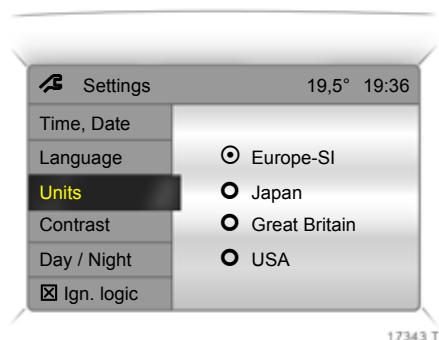 Settings 19,5° 19:36
Time, Date
Language
Units
Contrast
Day / Night
Ign. logic
Europe-SI
Japan
Great Britain
USA
17343 T